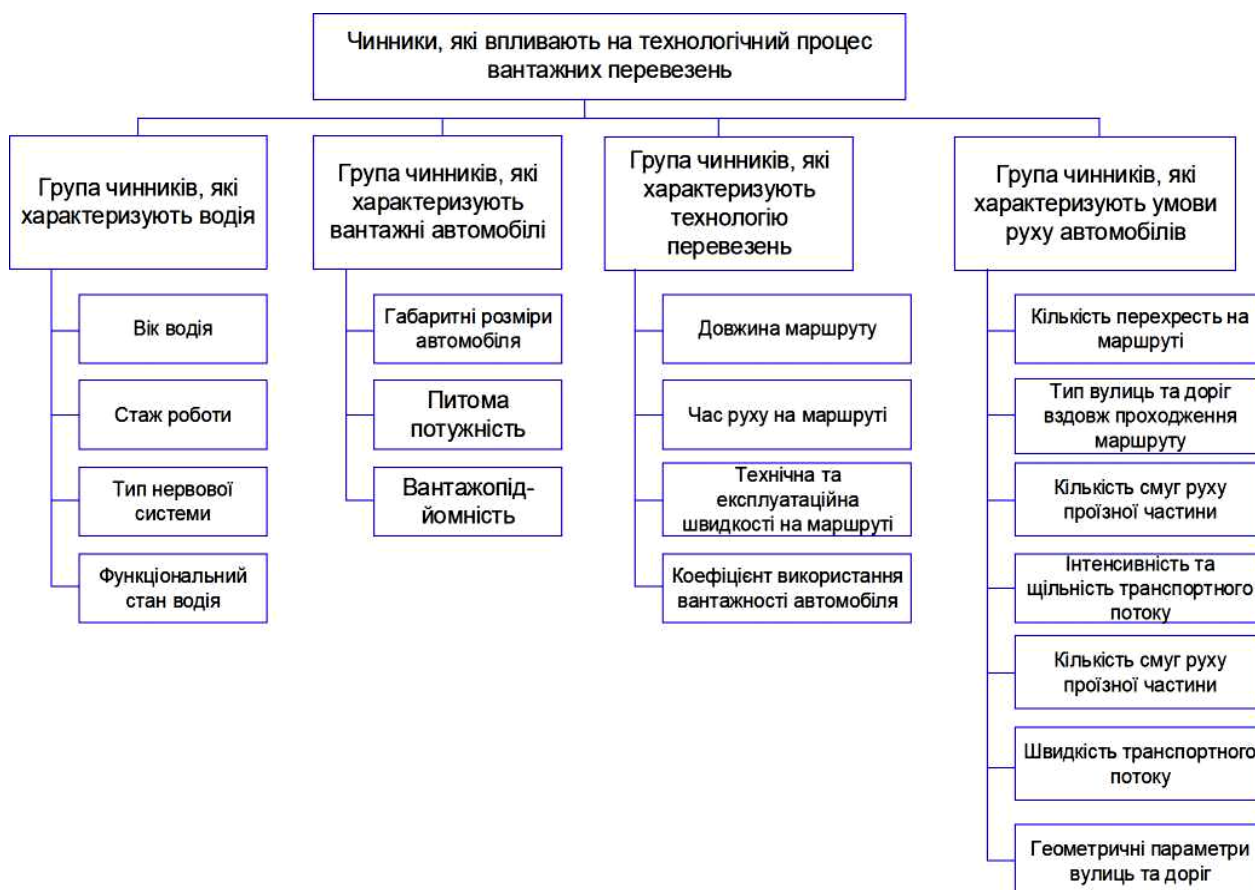 Чинники, які впливають на технологічний процес
вантажних перевезень
Група чинників, які
характеризують водія
Вік водія
Стаж роботи
Тип нервової
системи
Функціональний
стан водія
Група чинників, які
характеризують
вантажні автомобілі
Габаритні розміри
автомобіля
Питома
потужність
Вантажопід-
йомність
Група чинників, які
характеризують
технологію
перевезень
Довжина маршруту
Час руху на маршруті
Технічна та
експлуатаційна
швидкості на маршруті
Коефіцієнт використання
вантажності автомобіля
Група чинників, які
характеризують умови
руху автомобілів
Кількість перехресть на
маршруті
Тип вулиць та доріг
вздовж проходження
маршруту
Кількість смуг руху
проїзної частини
Інтенсивність та
щільність транспортного
потоку
Кількість смуг руху
проїзної частини
Швидкість транспортного
потоку
Геометричні параметри
вулиць та доріг